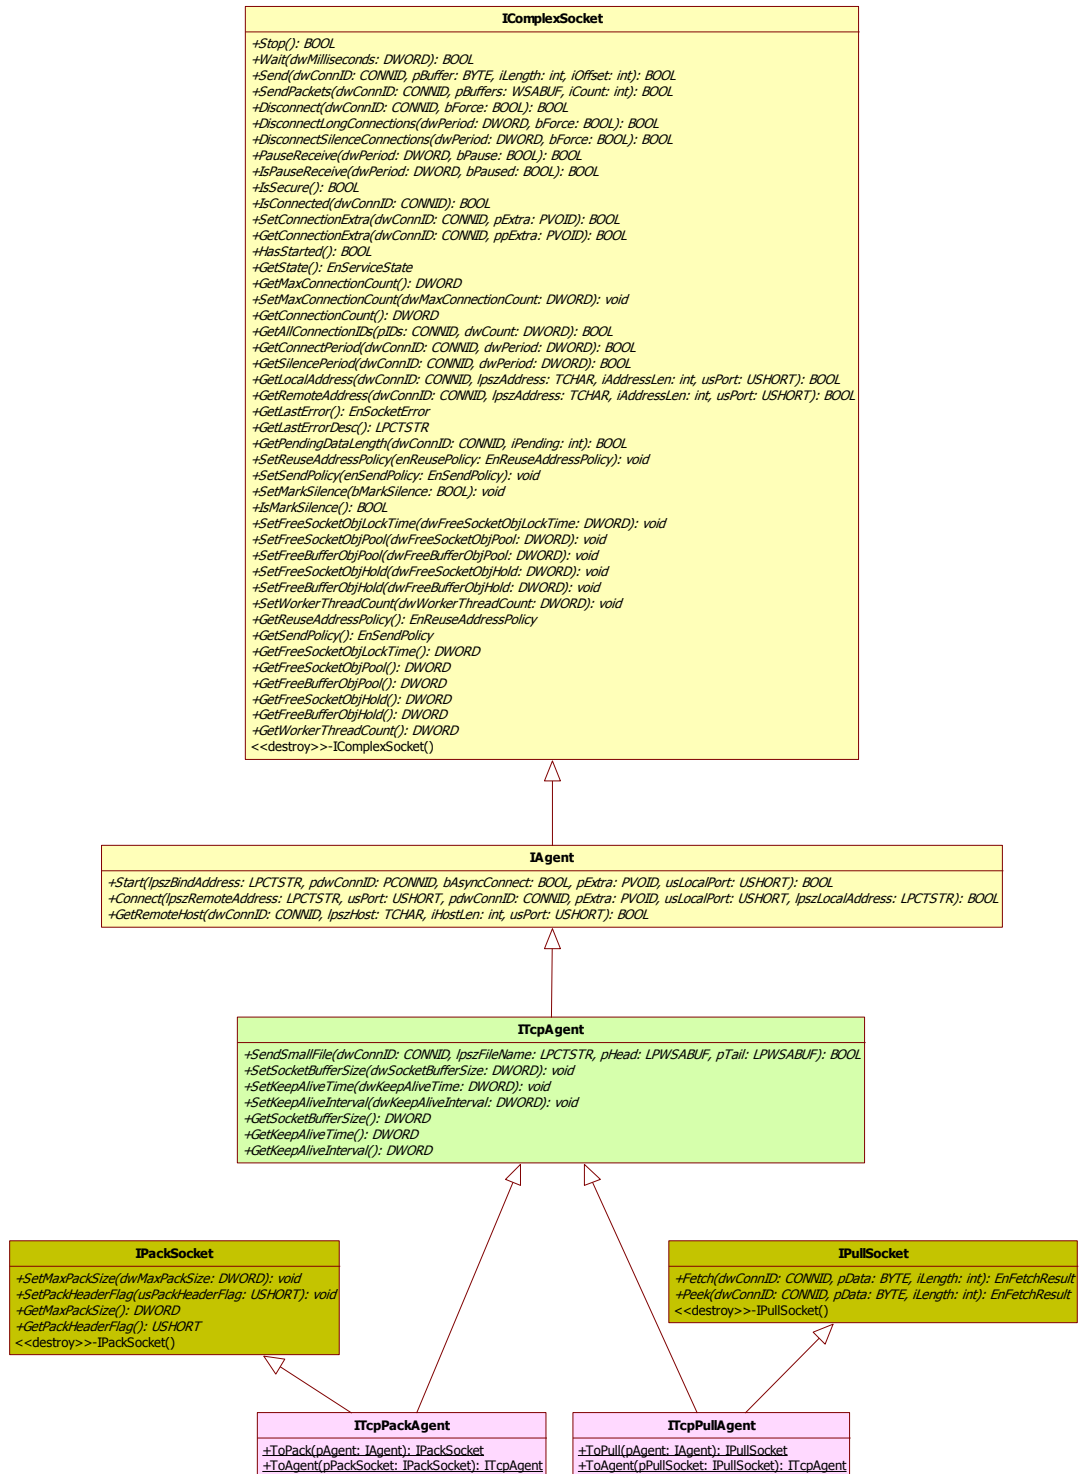 IComplexSocket
+Stop(): BOOL
+Wait(dwMilliseconds: DWORD): BOOL
+Send(dwConnID: CONNID, pBuffer: BYTE, iLength: int, iOffset: int): BOOL
+SendPackets(dwConnID: CONNID, pBuffers: WSABUF, iCount: int): BOOL
+Disconnect(dwConnID: CONNID, bForce: BOOL): BOOL
+DisconnectLongConnections(dwPeriod: DWORD, bForce: BOOL): BOOL
+DisconnectSilenceConnections(dwPeriod: DWORD, bForce: BOOL): BOOL
+PauseReceive(dwPeriod: DWORD, bPause: BOOL): BOOL
+IsPauseReceive(dwPeriod: DWORD, bPaused: BOOL): BOOL
+IsSecure(): BOOL
+IsConnected(dwConnID: CONNID): BOOL
+SetConnectionExtra(dwConnID: CONNID, pExtra: PVOID): BOOL
+GetConnectionExtra(dwConnID: CONNID, ppExtra: PVOID): BOOL
+HasStarted(): BOOL
+GetState(): EnServiceState
+GetMaxConnectionCount(): DWORD
+SetMaxConnectionCount(dwMaxConnectionCount: DWORD): void
+GetConnectionCount(): DWORD
+GetAllConnectionIDs(pIDs: CONNID, dwCount: DWORD): BOOL
+GetConnectPeriod(dwConnID: CONNID, dwPeriod: DWORD): BOOL
+GetSilencePeriod(dwConnID: CONNID, dwPeriod: DWORD): BOOL
+GetLocalAddress(dwConnID: CONNID, lpszAddress: TCHAR, iAddressLen: int, usPort: USHORT): BOOL
+GetRemoteAddress(dwConnID: CONNID, lpszAddress: TCHAR, iAddressLen: int, usPort: USHORT): BOOL
+GetLastError(): EnSocketError
+GetLastErrorDesc(): LPCTSTR
+GetPendingDataLength(dwConnID: CONNID, iPending: int): BOOL
+SetReuseAddressPolicy(enReusePolicy: EnReuseAddressPolicy): void
+SetSendPolicy(enSendPolicy: EnSendPolicy): void
+SetMarkSilence(bMarkSilence: BOOL): void
+IsMarkSilence(): BOOL
+SetFreeSocketObjLockTime(dwFreeSocketObjLockTime: DWORD): void
+SetFreeSocketObjPool(dwFreeSocketObjPool: DWORD): void
+SetFreeBufferObjPool(dwFreeBufferObjPool: DWORD): void
+SetFreeSocketObjHold(dwFreeSocketObjHold: DWORD): void
+SetFreeBufferObjHold(dwFreeBufferObjHold: DWORD): void
+SetWorkerThreadCount(dwWorkerThreadCount: DWORD): void
+GetReuseAddressPolicy(): EnReuseAddressPolicy
+GetSendPolicy(): EnSendPolicy
+GetFreeSocketObjLockTime(): DWORD
+GetFreeSocketObjPool(): DWORD
+GetFreeBufferObjPool(): DWORD
+GetFreeSocketObjHold(): DWORD
+GetFreeBufferObjHold(): DWORD
+GetWorkerThreadCount(): DWORD
<<destroy>>-IComplexSocket()
IAgent
+Start(lpszBindAddress: LPCTSTR, pdwConnID: PCONNID, bAsyncConnect: BOOL, pExtra: PVOID, usLocalPort: USHORT): BOOL
+Connect(lpszRemoteAddress: LPCTSTR, usPort: USHORT, pdwConnID: CONNID, pExtra: PVOID, usLocalPort: USHORT, lpszLocalAddress: LPCTSTR): BOOL
+GetRemoteHost(dwConnID: CONNID, lpszHost: TCHAR, iHostLen: int, usPort: USHORT): BOOL
ITcpAgent
+SendSmallFile(dwConnID: CONNID, lpszFileName: LPCTSTR, pHead: LPWSABUF, pTail: LPWSABUF): BOOL
+SetSocketBufferSize(dwSocketBufferSize: DWORD): void
+SetKeepAliveTime(dwKeepAliveTime: DWORD): void
+SetKeepAliveInterval(dwKeepAliveInterval: DWORD): void
+GetSocketBufferSize(): DWORD
+GetKeepAliveTime(): DWORD
+GetKeepAliveInterval(): DWORD
IPackSocket
+SetMaxPackSize(dwMaxPackSize: DWORD): void
+SetPackHeaderFlag(usPackHeaderFlag: USHORT): void
+GetMaxPackSize(): DWORD
+GetPackHeaderFlag(): USHORT
<<destroy>>-IPackSocket()
IPullSocket
+Fetch(dwConnID: CONNID, pData: BYTE, iLength: int): EnFetchResult
+Peek(dwConnID: CONNID, pData: BYTE, iLength: int): EnFetchResult
<<destroy>>-IPullSocket()
ITcpPackAgent
+ToPack(pAgent: IAgent): IPackSocket
+ToAgent(pPackSocket: IPackSocket): ITcpAgent
ITcpPullAgent
+ToPull(pAgent: IAgent): IPullSocket
+ToAgent(pPullSocket: IPullSocket): ITcpAgent